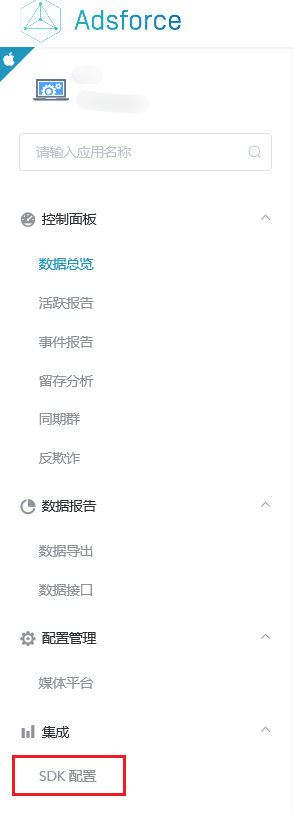 Adsforce
请输入应用名称
控制面板
数据总览
活跃报告
事件报告
留存分析
同期群
反欺诈
数据报告
数据导出
数据接口
配置管理
媒体平台
集成
SDK 配置